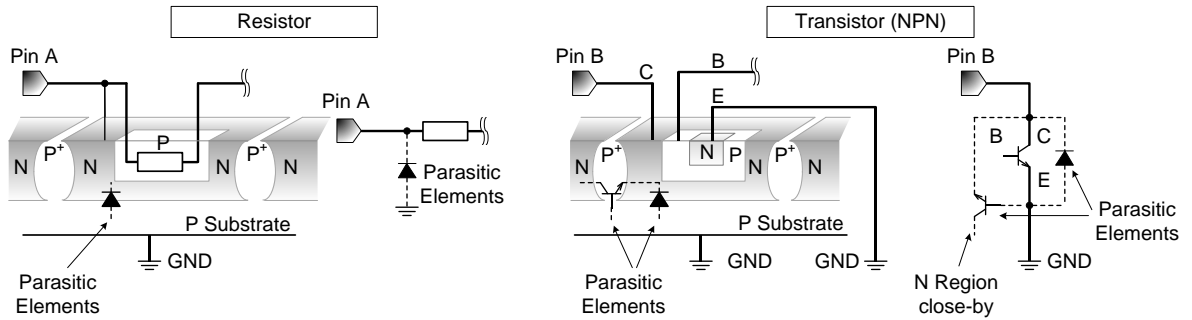 Resistor
Pin A
N
P+
N
P
N
P+
N
Parasitic
Elements
P Substrate
GND
Pin A
Parasitic
Elements
Transistor (NPN)
Pin B
C
B
E
N
P+
N
N
P
N
P+
N
P Substrate
Parasitic
Elements
GND
GND
Pin B
B
C
E
Parasitic
Elements
N Region
close-by
GND